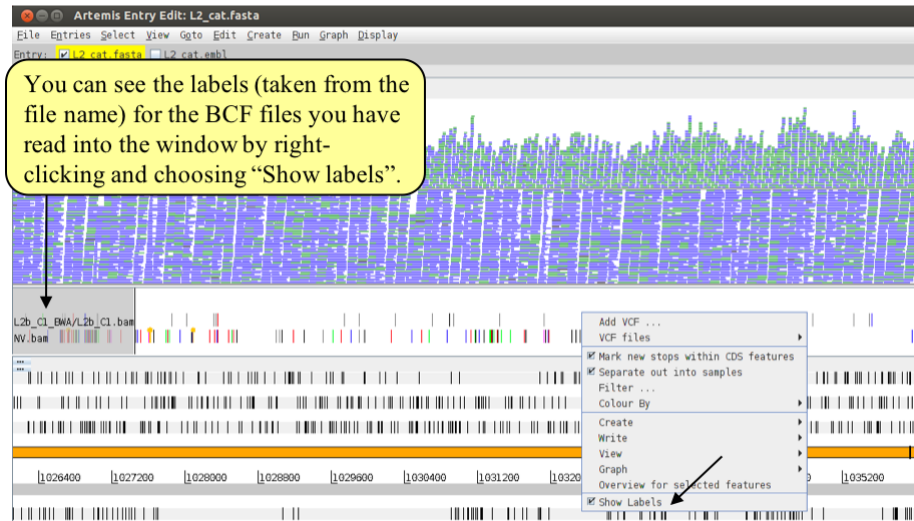 Artemis Entry Edit: L2_cat.fasta
File Entries Select View Goto Edit Create Run Graph Display
Entry: L2_cat.fasta L2_cat.embl
You can see the labels (taken from the
file name) for the BCF files you have
read into the window by right-
clicking and choosing “Show labels”.
L2b_C1_BWA/L2b_C1.bam
NV.bam
Add VCF ...
VCF files
Mark new stops within CDS features
Separate out into samples
Filter ...
Colour By
Create
Write
View
Graph
Overview for selected features
Show Labels
1026400 1027200 1028000 1028800 1029600 1030400 1031200 1035200